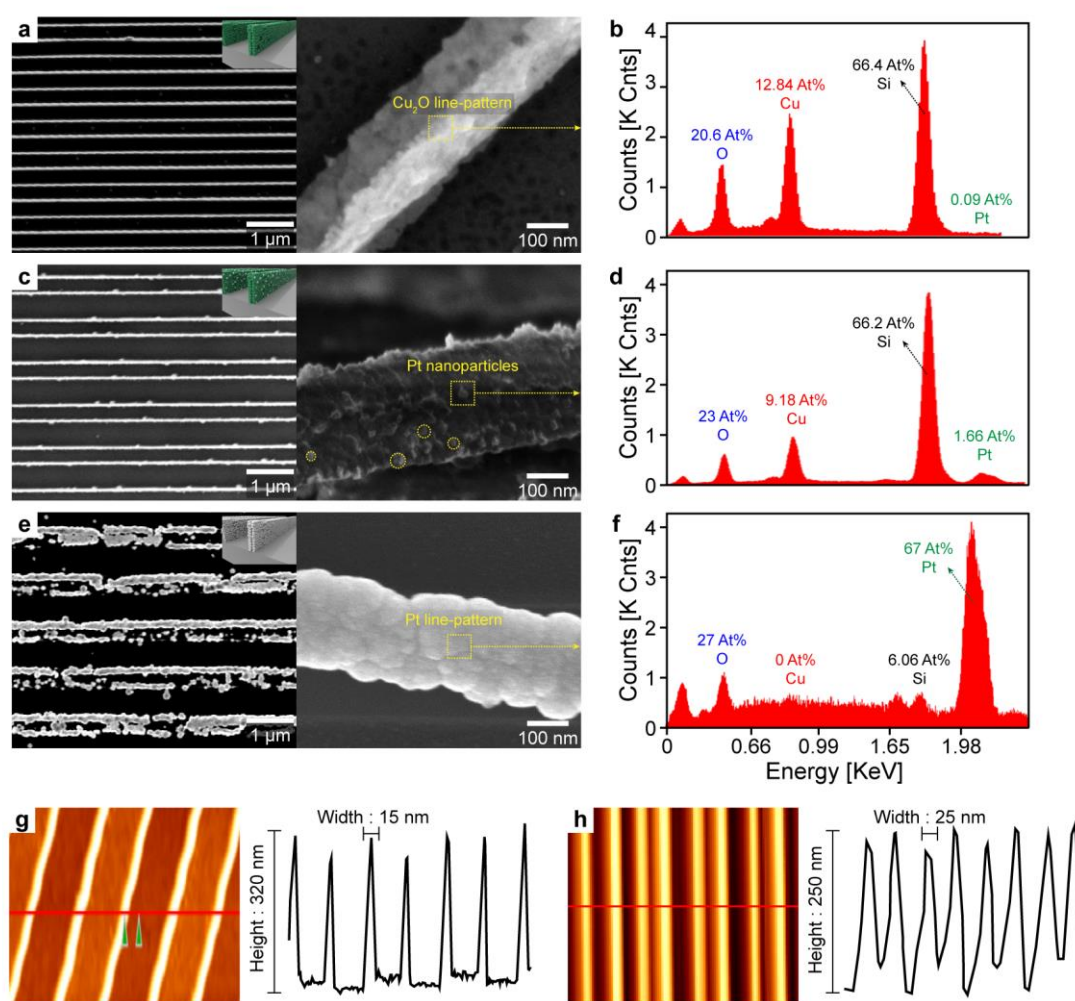 a
Cu₂O line-pattern
1 μm
100 nm
b
Counts [K Cnts]
4
3
2
1
0
20.6 At%
O
12.84 At%
Cu
66.4 At%
Si
0.09 At%
Pt
c
Pt nanoparticles
1 μm
100 nm
d
Counts [K Cnts]
4
3
2
1
0
23 At%
O
9.18 At%
Cu
66.2 At%
Si
1.66 At%
Pt
e
Pt line-pattern
1 μm
100 nm
f
Counts [K Cnts]
4
3
2
1
0
27 At%
O
0 At%
Cu
6.06 At%
Si
67 At%
Pt
0 0.66 0.99 1.65 1.98
Energy [KeV]
g
Height : 320 nm
Width : 15 nm
h
Height : 250 nm
Width : 25 nm